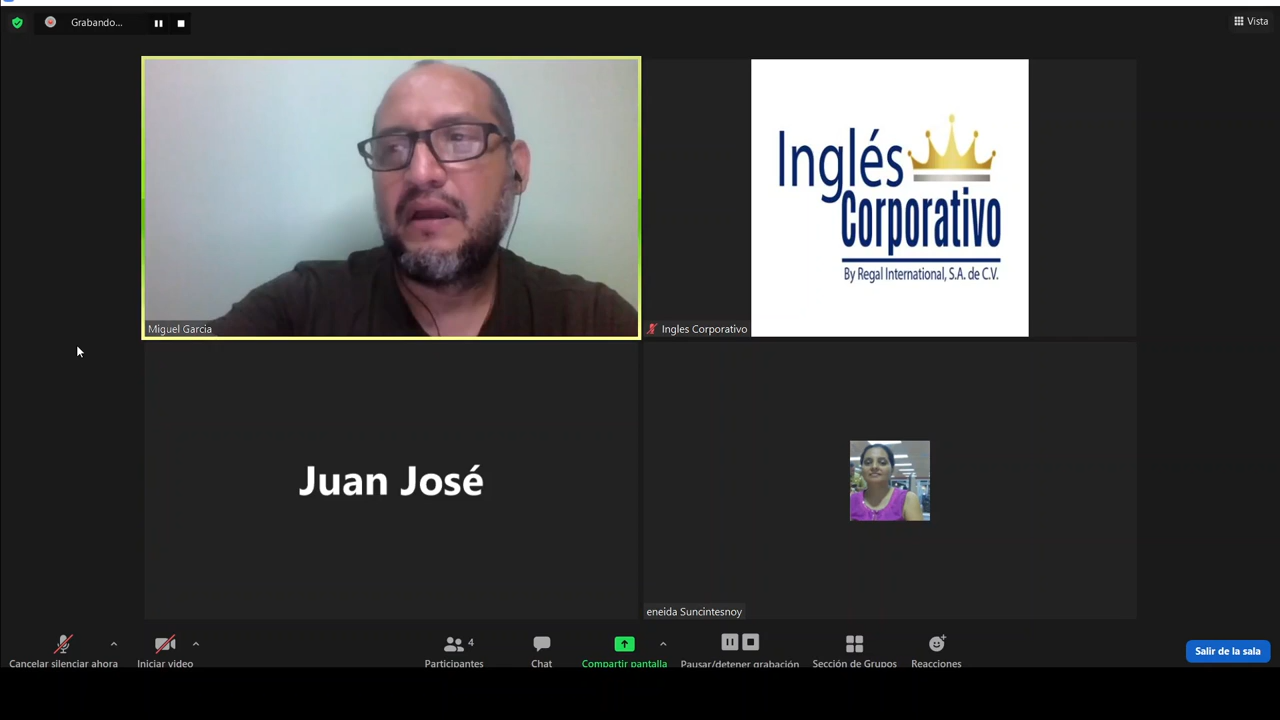 Grabando...
Vista
Inglés
Corporativo
By Regal International, S.A. de C.V.
Miguel Garcia
Ingles Corporativo
Juan José
eneida Suncintesnoy
Cancelar silenciar ahora
Iniciar video
Participantes
4
Chat
Compartir pantalla
Pausar/detener grabación
Sección de Grupos
Reacciones
Salir de la sala